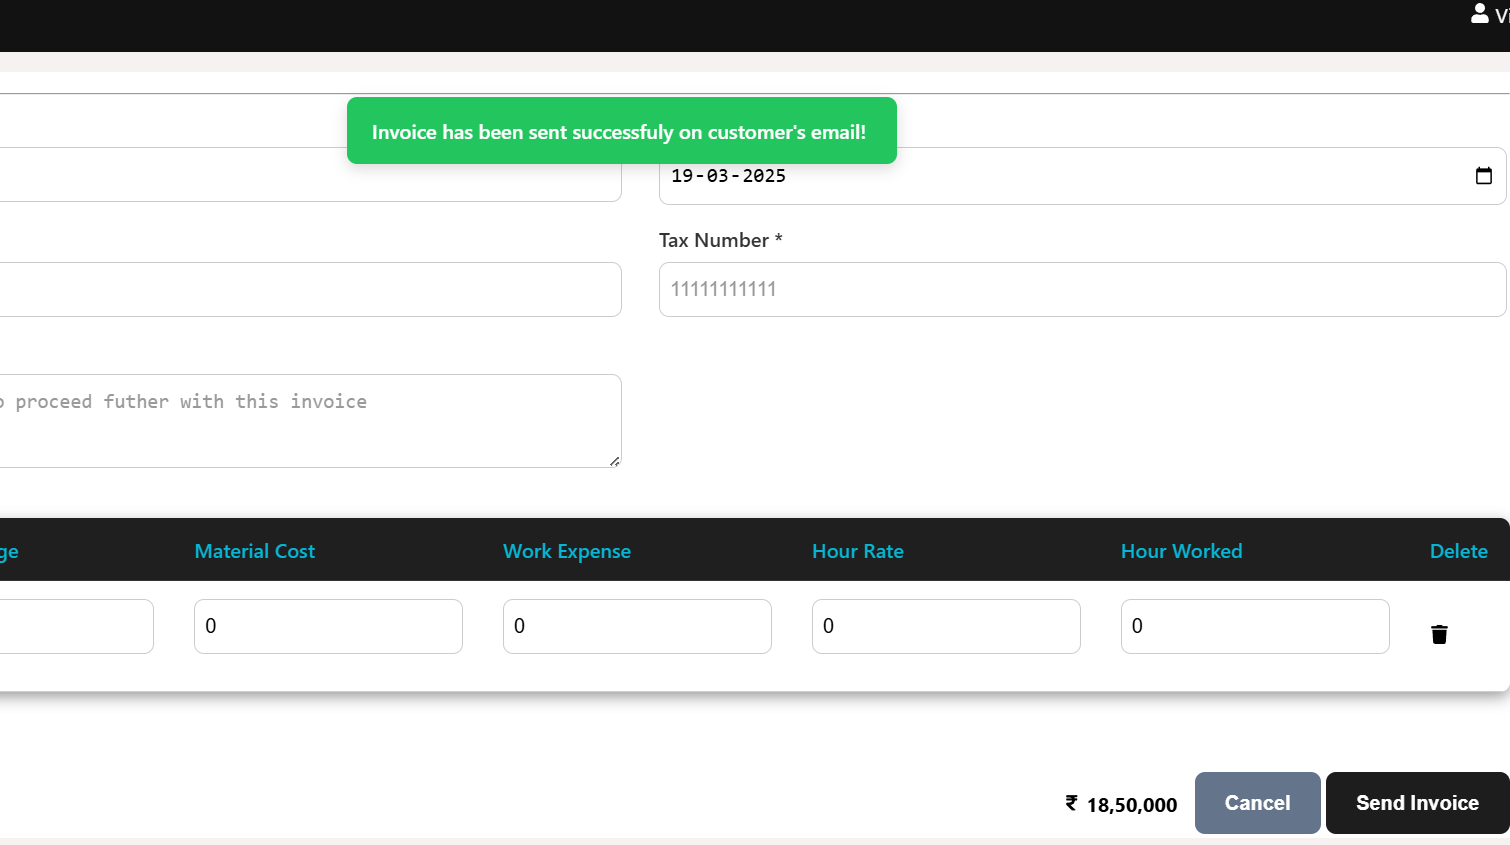 Vi
Invoice has been sent successfuly on customer's email!
19-03-2025
Tax Number *
11111111111
proceed futher with this invoice
ge Material Cost Work Expense Hour Rate Hour Worked Delete
0 0 0 0
₹ 18,50,000 Cancel Send Invoice